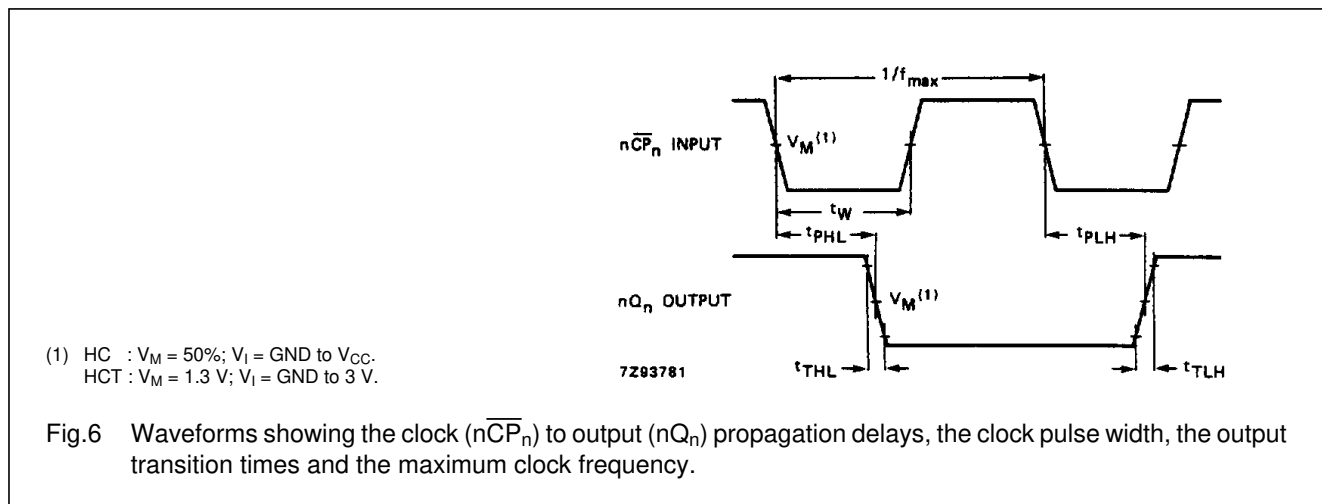 1/fmax
nCPn INPUT
VM(1)
tW
tPHL
tPLH
nQn OUTPUT
VM(1)
(1) HC : VM = 50%; VI = GND to VCC.
HCT : VM = 1.3 V; VI = GND to 3 V.
7Z93781
tTHL
tTLH
Fig.6 Waveforms showing the clock (nC̅P̅n) to output (nQn) propagation delays, the clock pulse width, the output
transition times and the maximum clock frequency.